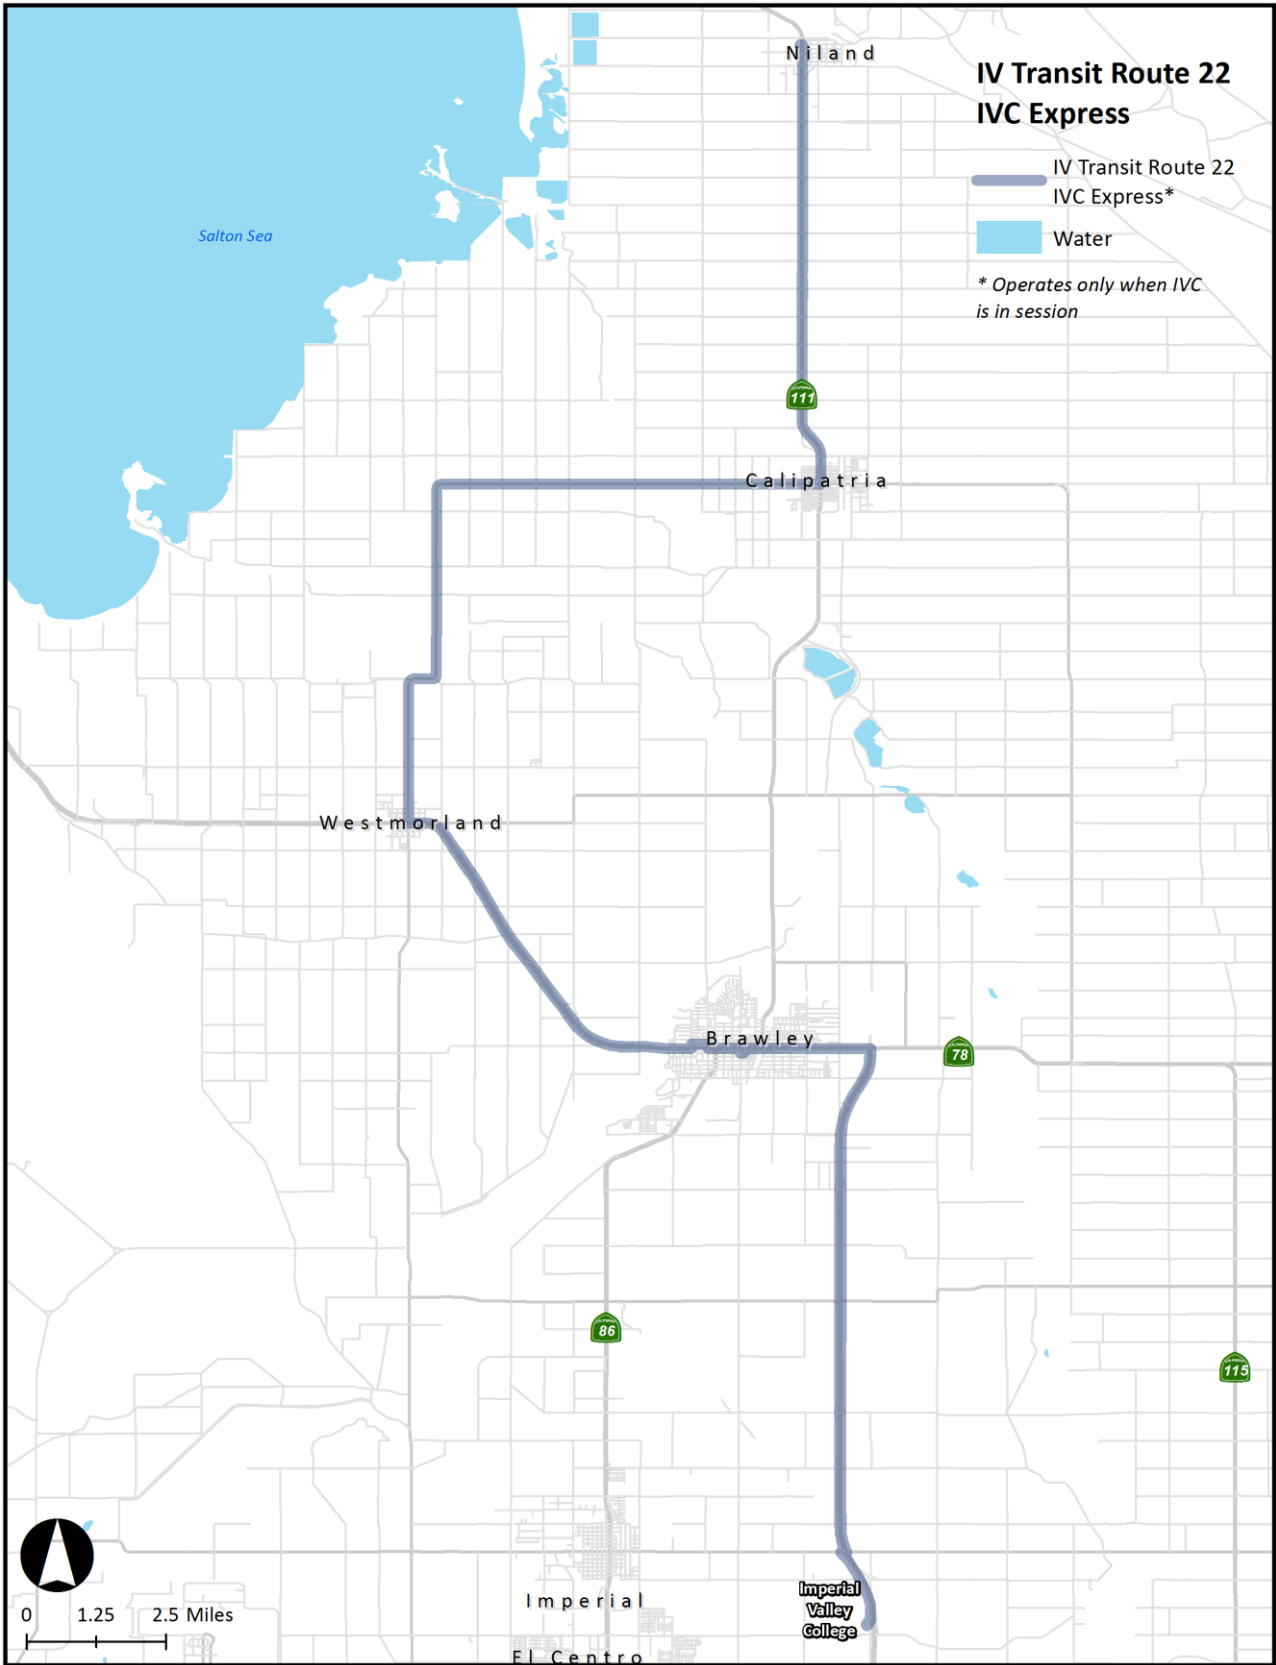 Niland
IV Transit Route 22
IVC Express
IV Transit Route 22
IVC Express*
Water
* Operates only when IVC
is in session
Salton Sea
111
Calipatria
Westmorland
Brawley
78
86
115
Imperial
Valley
College
Imperial
El Centro
0 1.25 2.5 Miles